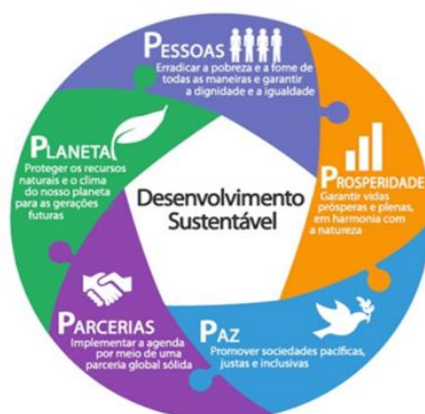 PESSOAS
Erradicar a pobreza e a fome de
todas as maneiras e garantir
a dignidade e a igualdade
PLANETA
Proteger os recursos
naturais e o clima
do nosso planeta
para as gerações
futuras
PROSPERIDADE
Garantir vidas
prósperas e plenas,
em harmonia com
a natureza
Desenvolvimento
Sustentável
PARCERIAS
Implementar a agenda
por meio de uma
parceria global sólida
PAZ
Promover sociedades pacíficas,
justas e inclusivas